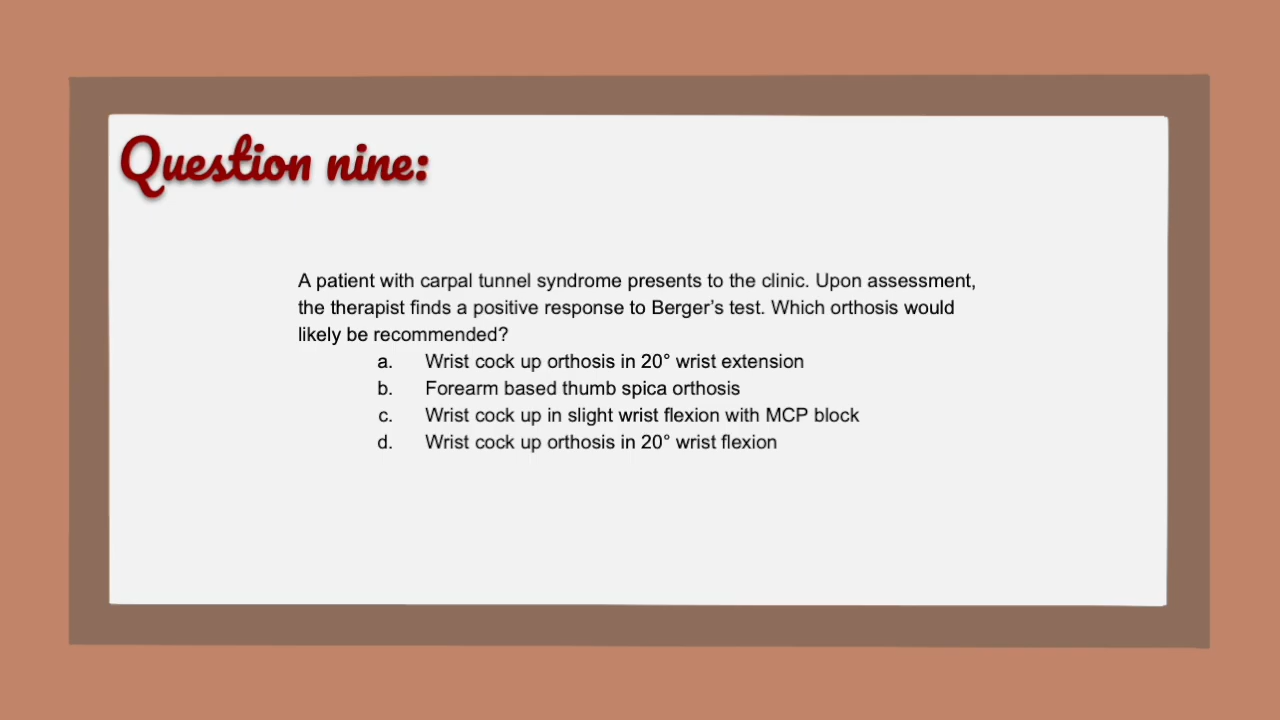 Question nine:
A patient with carpal tunnel syndrome presents to the clinic. Upon assessment,
the therapist finds a positive response to Berger’s test. Which orthosis would
likely be recommended?
a. Wrist cock up orthosis in 20° wrist extension
b. Forearm based thumb spica orthosis
c. Wrist cock up in slight wrist flexion with MCP block
d. Wrist cock up orthosis in 20° wrist flexion